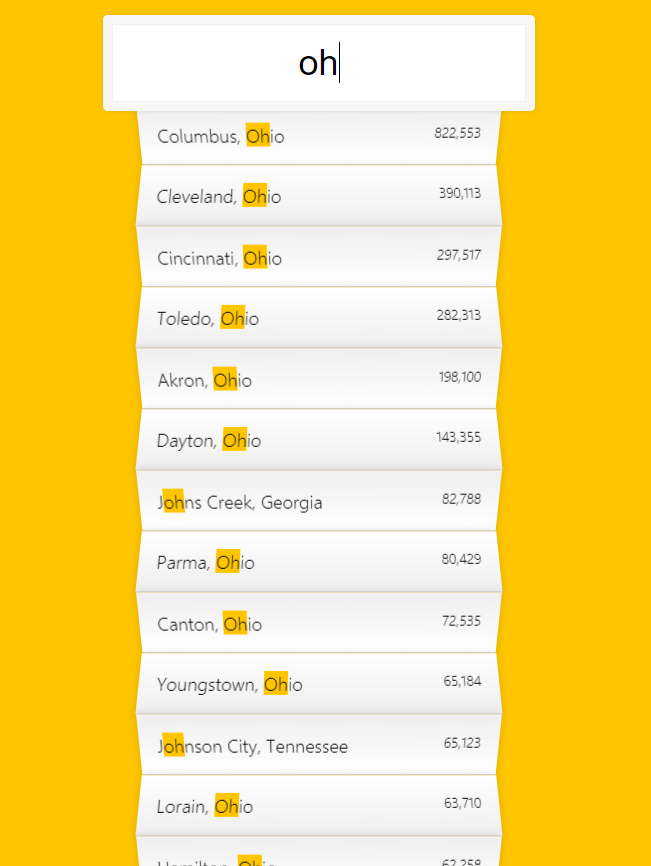 oh
Columbus, Ohio 822,553
Cleveland, Ohio 390,113
Cincinnati, Ohio 297,517
Toledo, Ohio 282,313
Akron, Ohio 198,100
Dayton, Ohio 143,355
Johns Creek, Georgia 82,788
Parma, Ohio 80,429
Canton, Ohio 72,535
Youngstown, Ohio 65,184
Johnson City, Tennessee 65,123
Lorain, Ohio 63,710
Hamilton, Ohio 62,258